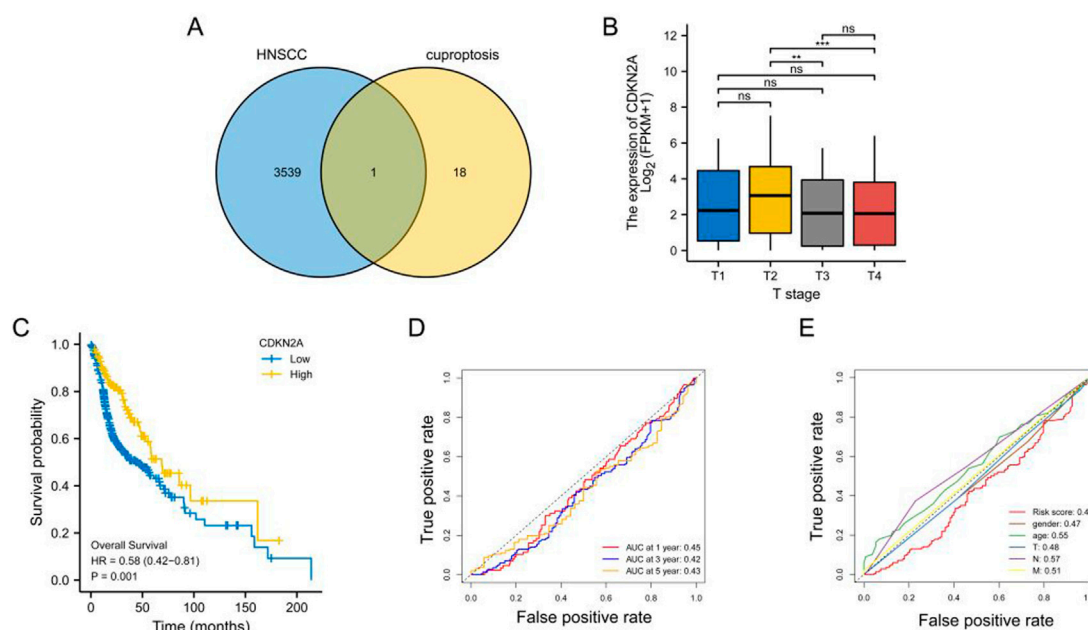 A
HNSCC
cuproptosis
3539
1
18
B
The expression of CDKN2A
Log2 (FPKM+1)
12
10
8
6
4
2
0
ns
***
**
ns
ns
ns
T1
T2
T3
T4
T stage
C
Survival probability
1.0
0.8
0.6
0.4
0.2
0.0
CDKN2A
Low
High
Overall Survival
HR = 0.58 (0.42−0.81)
P = 0.001
0
50
100
150
200
Time (months)
D
True positive rate
1.0
0.8
0.6
0.4
0.2
0.0
AUC at 1 year: 0.45
AUC at 3 year: 0.42
AUC at 5 year: 0.43
0.0
0.2
0.4
0.6
0.8
1.0
False positive rate
E
True positive rate
1.0
0.8
0.6
0.4
0.2
0.0
Risk score: 0.4
gender: 0.47
age: 0.55
T: 0.48
N: 0.57
M: 0.51
0.0
0.2
0.4
0.6
0.8
False positive rate